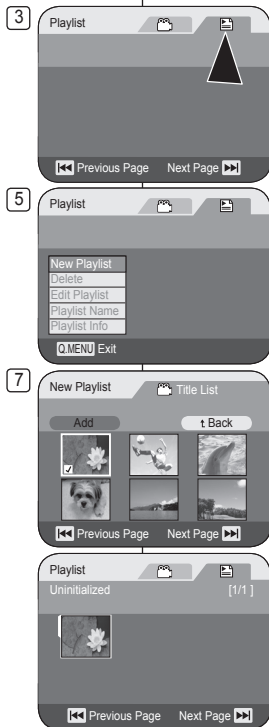 3
Playlist
Previous Page Next Page
5
Playlist
New Playlist
Delete
Edit Playlist
Playlist Name
Playlist Info
Q.MENU Exit
7
New Playlist Title List
Add t Back
Previous Page Next Page
Playlist
Uninitialized [1/1 ]
Previous Page Next Page